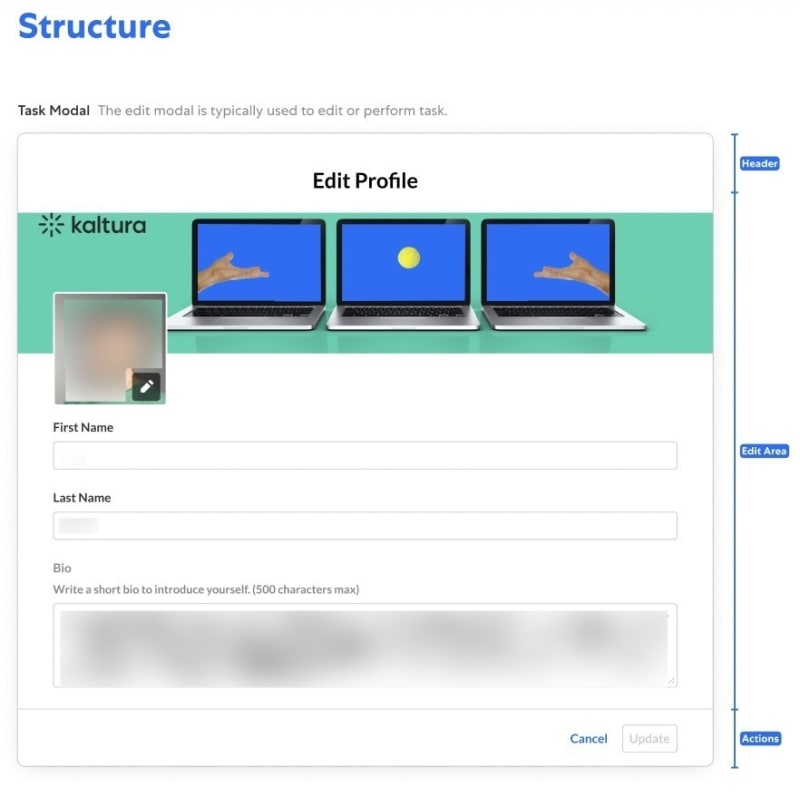 Structure
Task Modal The edit modal is typically used to edit or perform task.
Header
Edit Profile
kaltura
First Name
Edit Area
Last Name
Bio
Write a short bio to introduce yourself. (500 characters max)
Cancel
Update
Actions